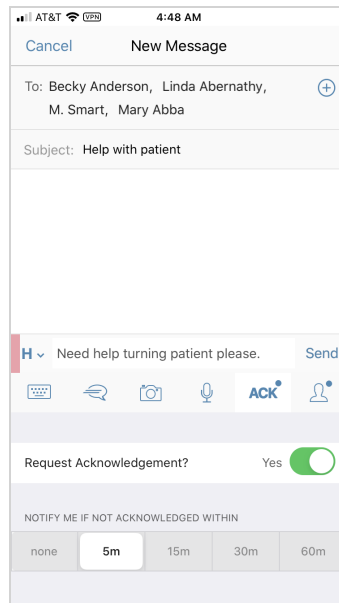 AT&T VPN 4:48 AM
Cancel New Message
To: Becky Anderson, Linda Abernathy,
M. Smart, Mary Abba
Subject: Help with patient
H Need help turning patient please. Send
ACK
Request Acknowledgement? Yes
NOTIFY ME IF NOT ACKNOWLEDGED WITHIN
none 5m 15m 30m 60m